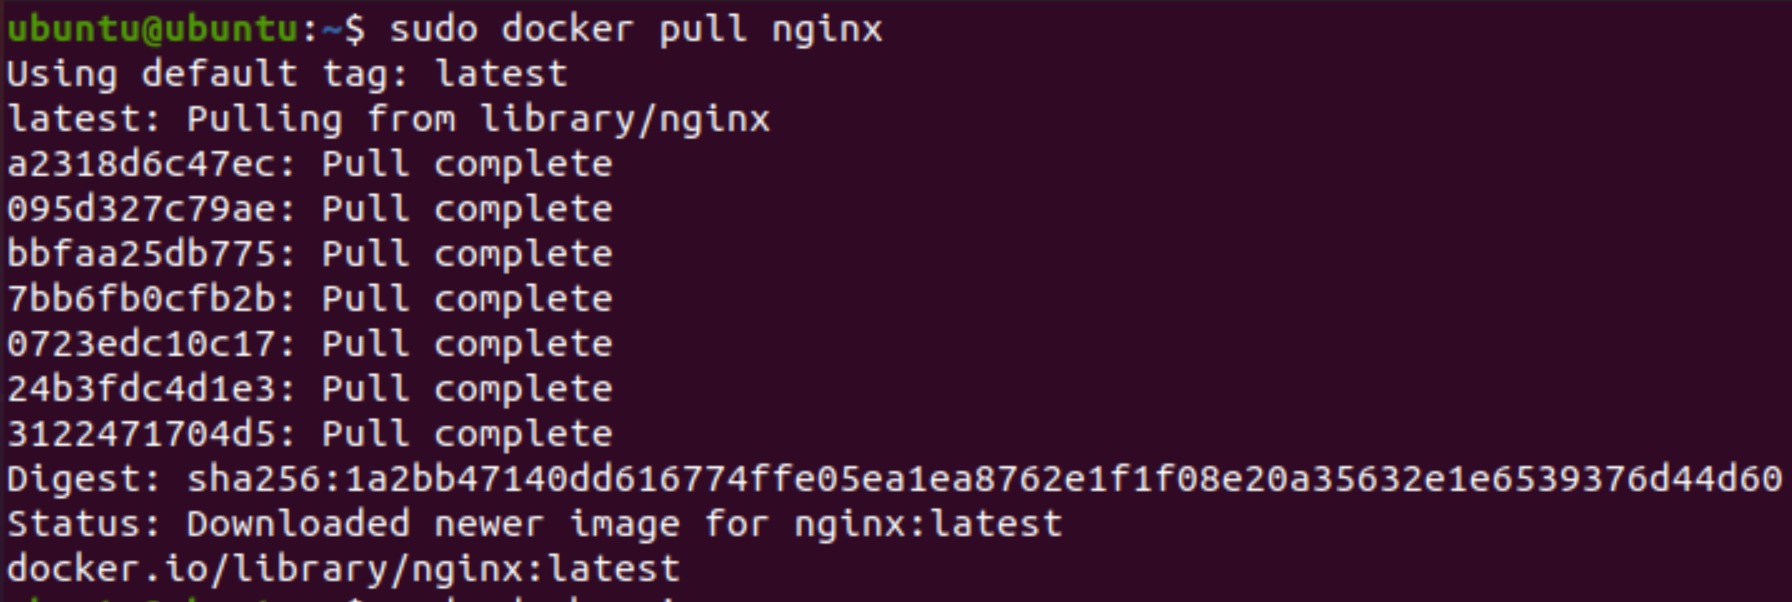 ubuntu@ubuntu:~$ sudo docker pull nginx
Using default tag: latest
latest: Pulling from library/nginx
a2318d6c47ec: Pull complete
095d327c79ae: Pull complete
bbfaa25db775: Pull complete
7bb6fb0cfb2b: Pull complete
0723edc10c17: Pull complete
24b3fdc4d1e3: Pull complete
3122471704d5: Pull complete
Digest: sha256:1a2bb47140dd616774ffe05ea1ea8762e1f1f08e20a35632e1e6539376d44d60
Status: Downloaded newer image for nginx:latest
docker.io/library/nginx:latest